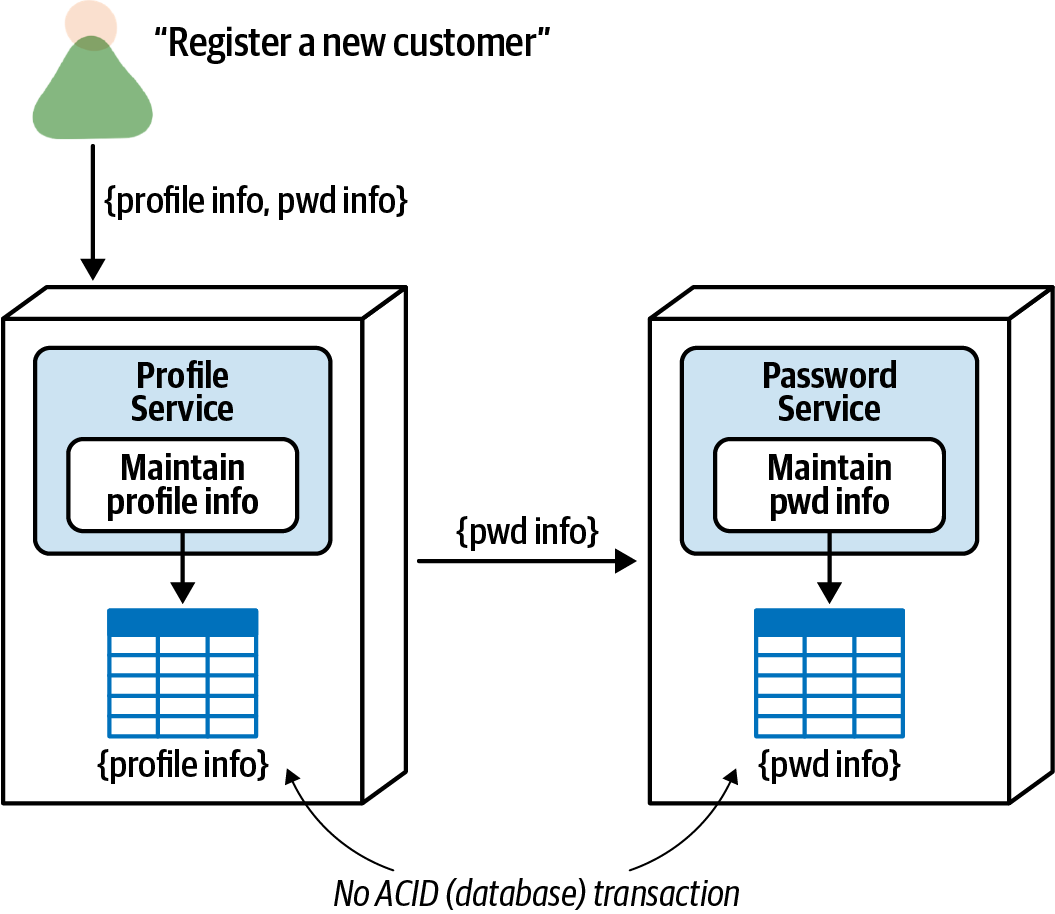 “Register a new customer”
{profile info, pwd info}
Profile
Service
Maintain
profile info
{profile info}
{pwd info}
Password
Service
Maintain
pwd info
{pwd info}
No ACID (database) transaction